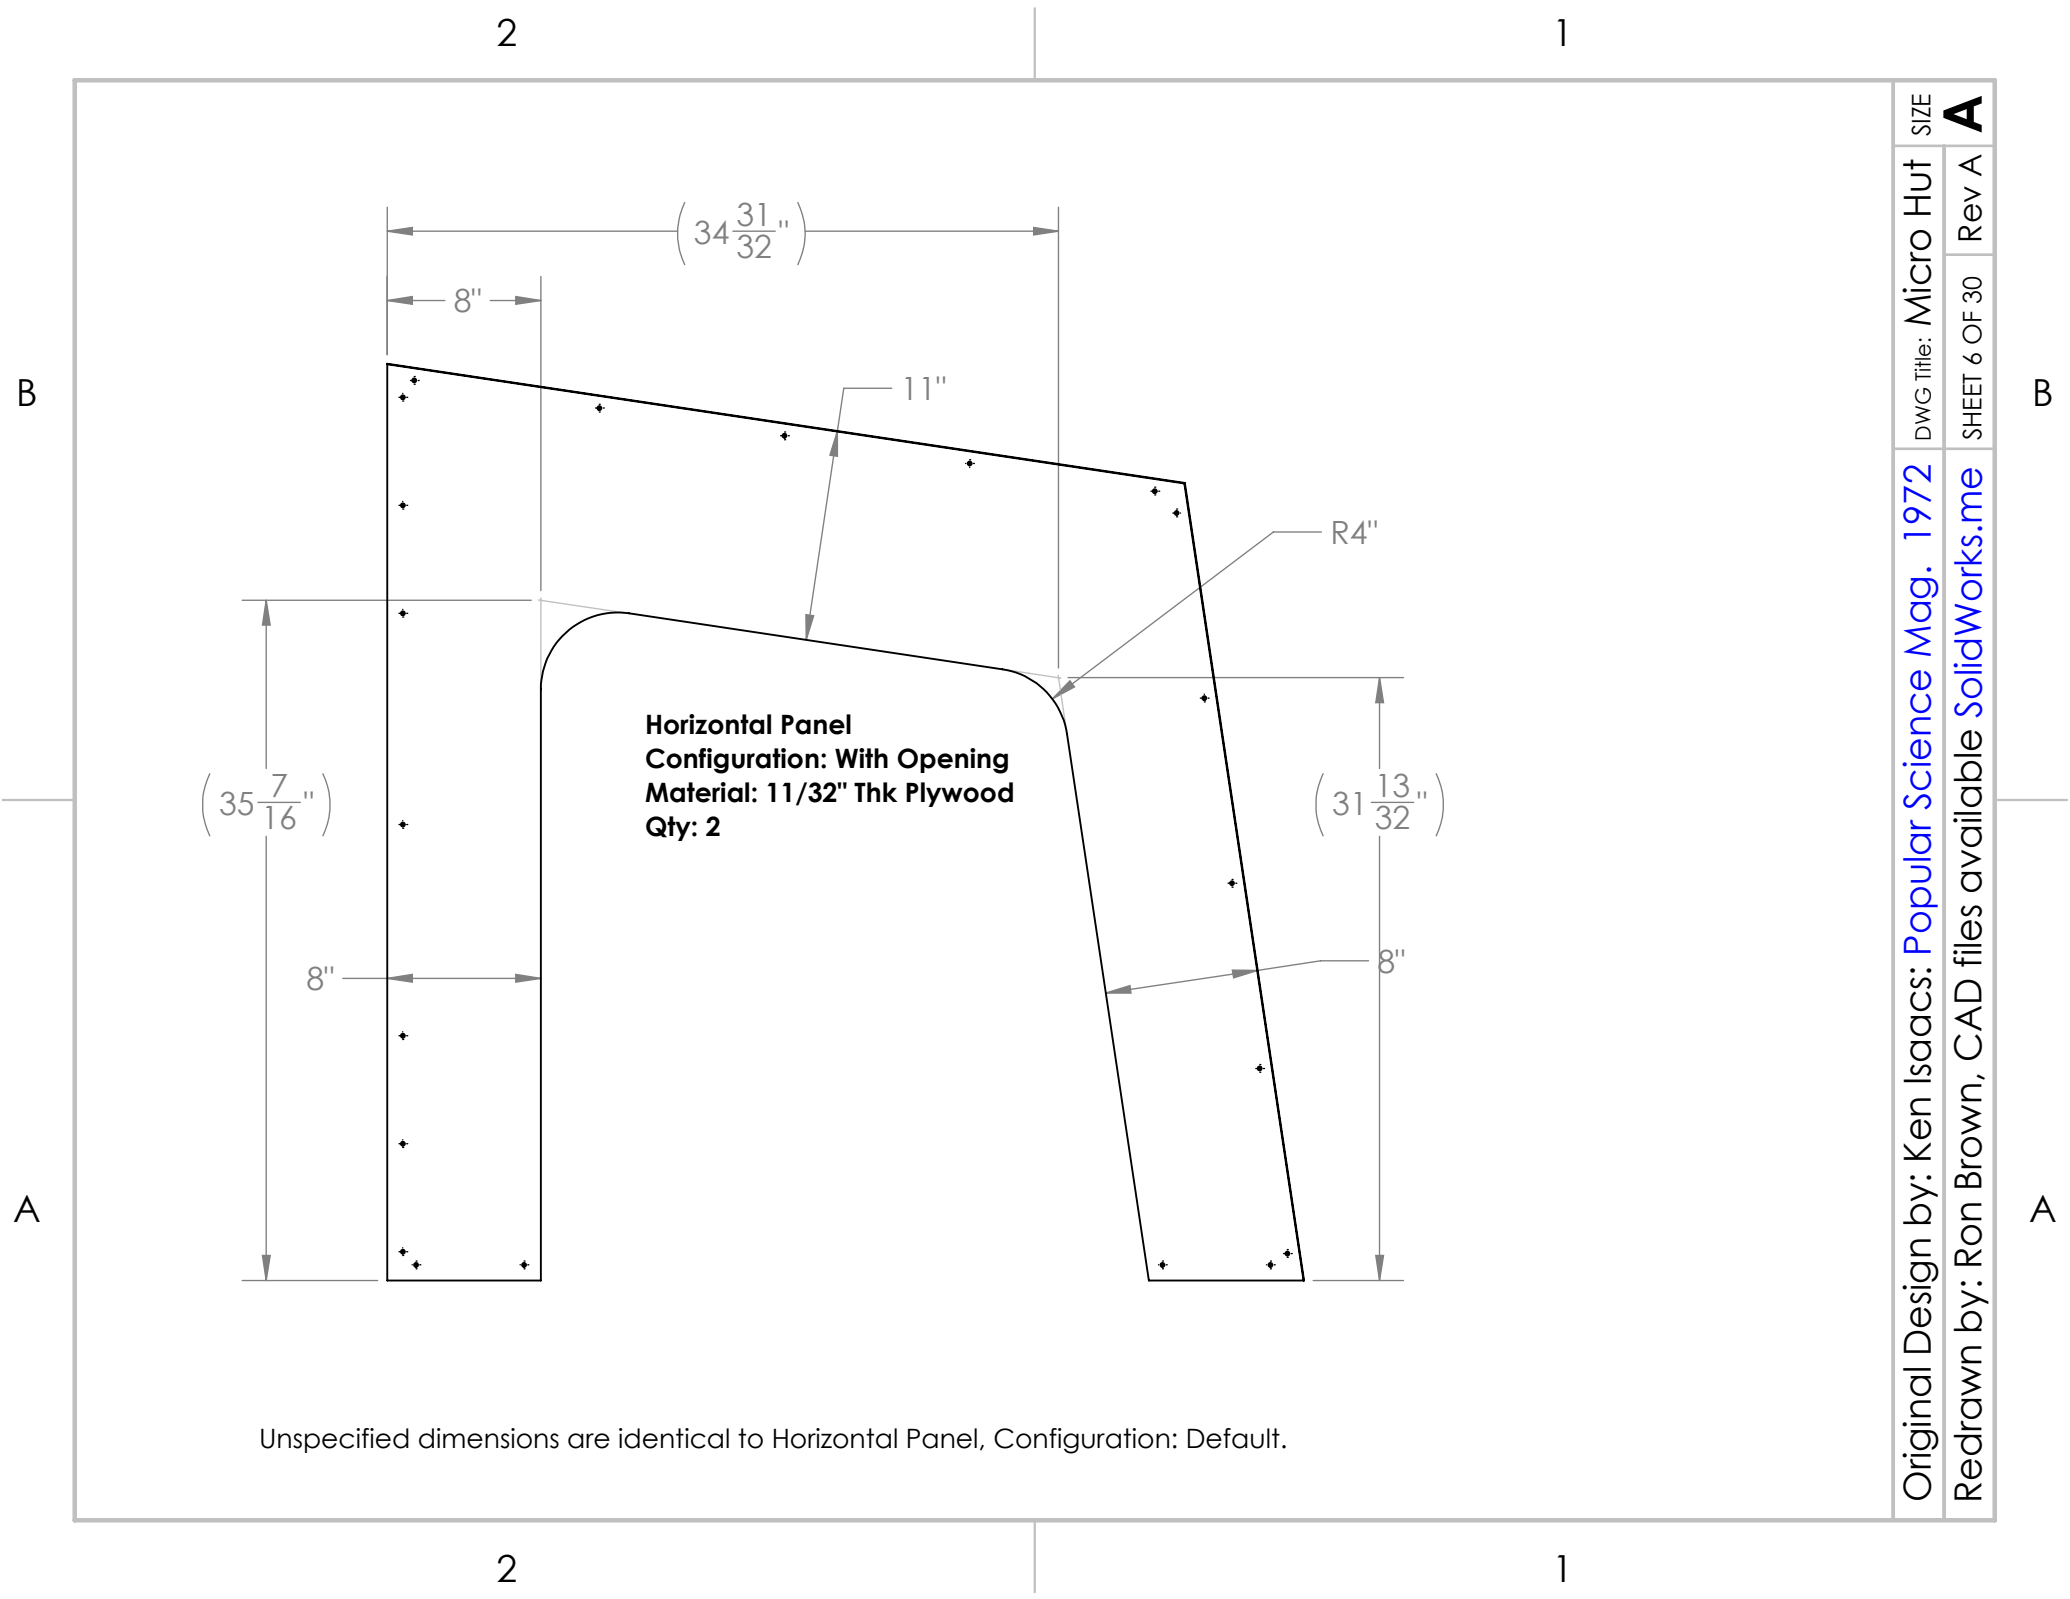 2 1
B B
A A
(34 31/32")
8"
11"
R4"
(35 7/16")
(31 13/32")
8"
8"
Horizontal Panel
Configuration: With Opening
Material: 11/32" Thk Plywood
Qty: 2
Unspecified dimensions are identical to Horizontal Panel, Configuration: Default.
2 1
Original Design by: Ken Isaacs: Popular Science Mag. 1972
DWG Title: Micro Hut
SIZE
A
Redrawn by: Ron Brown, CAD files available SolidWorks.me
SHEET 6 OF 30
Rev A